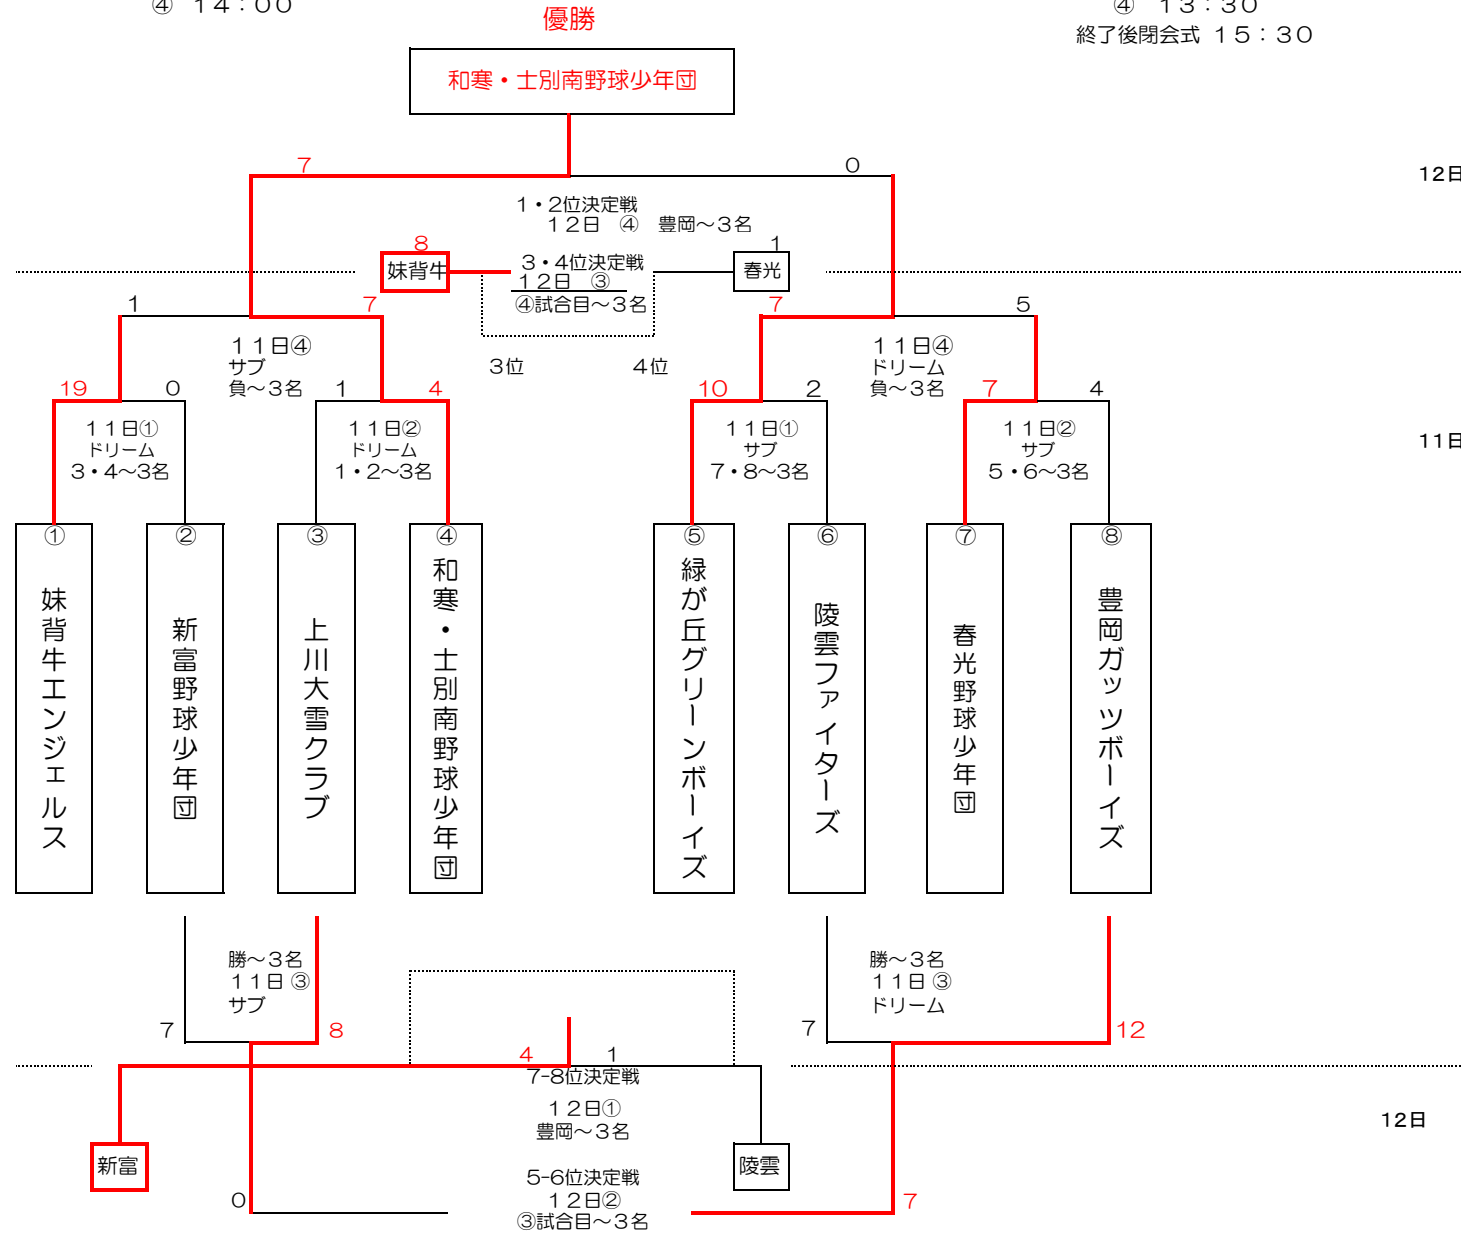 ④ 14:00
④ 13:30
優勝
終了後閉会式 15:30
和寒・士別南野球少年団
7
0
12日
1・2位決定戦
12日 ④ 豊岡～3名
8
1
妹背牛
3・4位決定戦
春光
12日 ③
④試合目～3名
1
7
7
5
11日④
サブ
負～3名
3位
4位
11日④
ドリーム
負～3名
19
0
1
4
10
2
7
4
11日①
ドリーム
3・4～3名
11日②
ドリーム
1・2～3名
11日①
サブ
7・8～3名
11日②
サブ
5・6～3名
11日
①
妹背牛エンジェルス
②
新富野球少年団
③
上川大雪クラブ
④
和寒・士別南野球少年団
⑤
緑が丘グリーンボーイズ
⑥
陵雲ファイターズ
⑦
春光野球少年団
⑧
豊岡ガッツボーイズ
勝～3名
11日 ③
サブ
勝～3名
11日 ③
ドリーム
7
8
7
12
4
1
7-8位決定戦
12日①
豊岡～3名
12日
新富
陵雲
5-6位決定戦
12日②
③試合目～3名
0
7